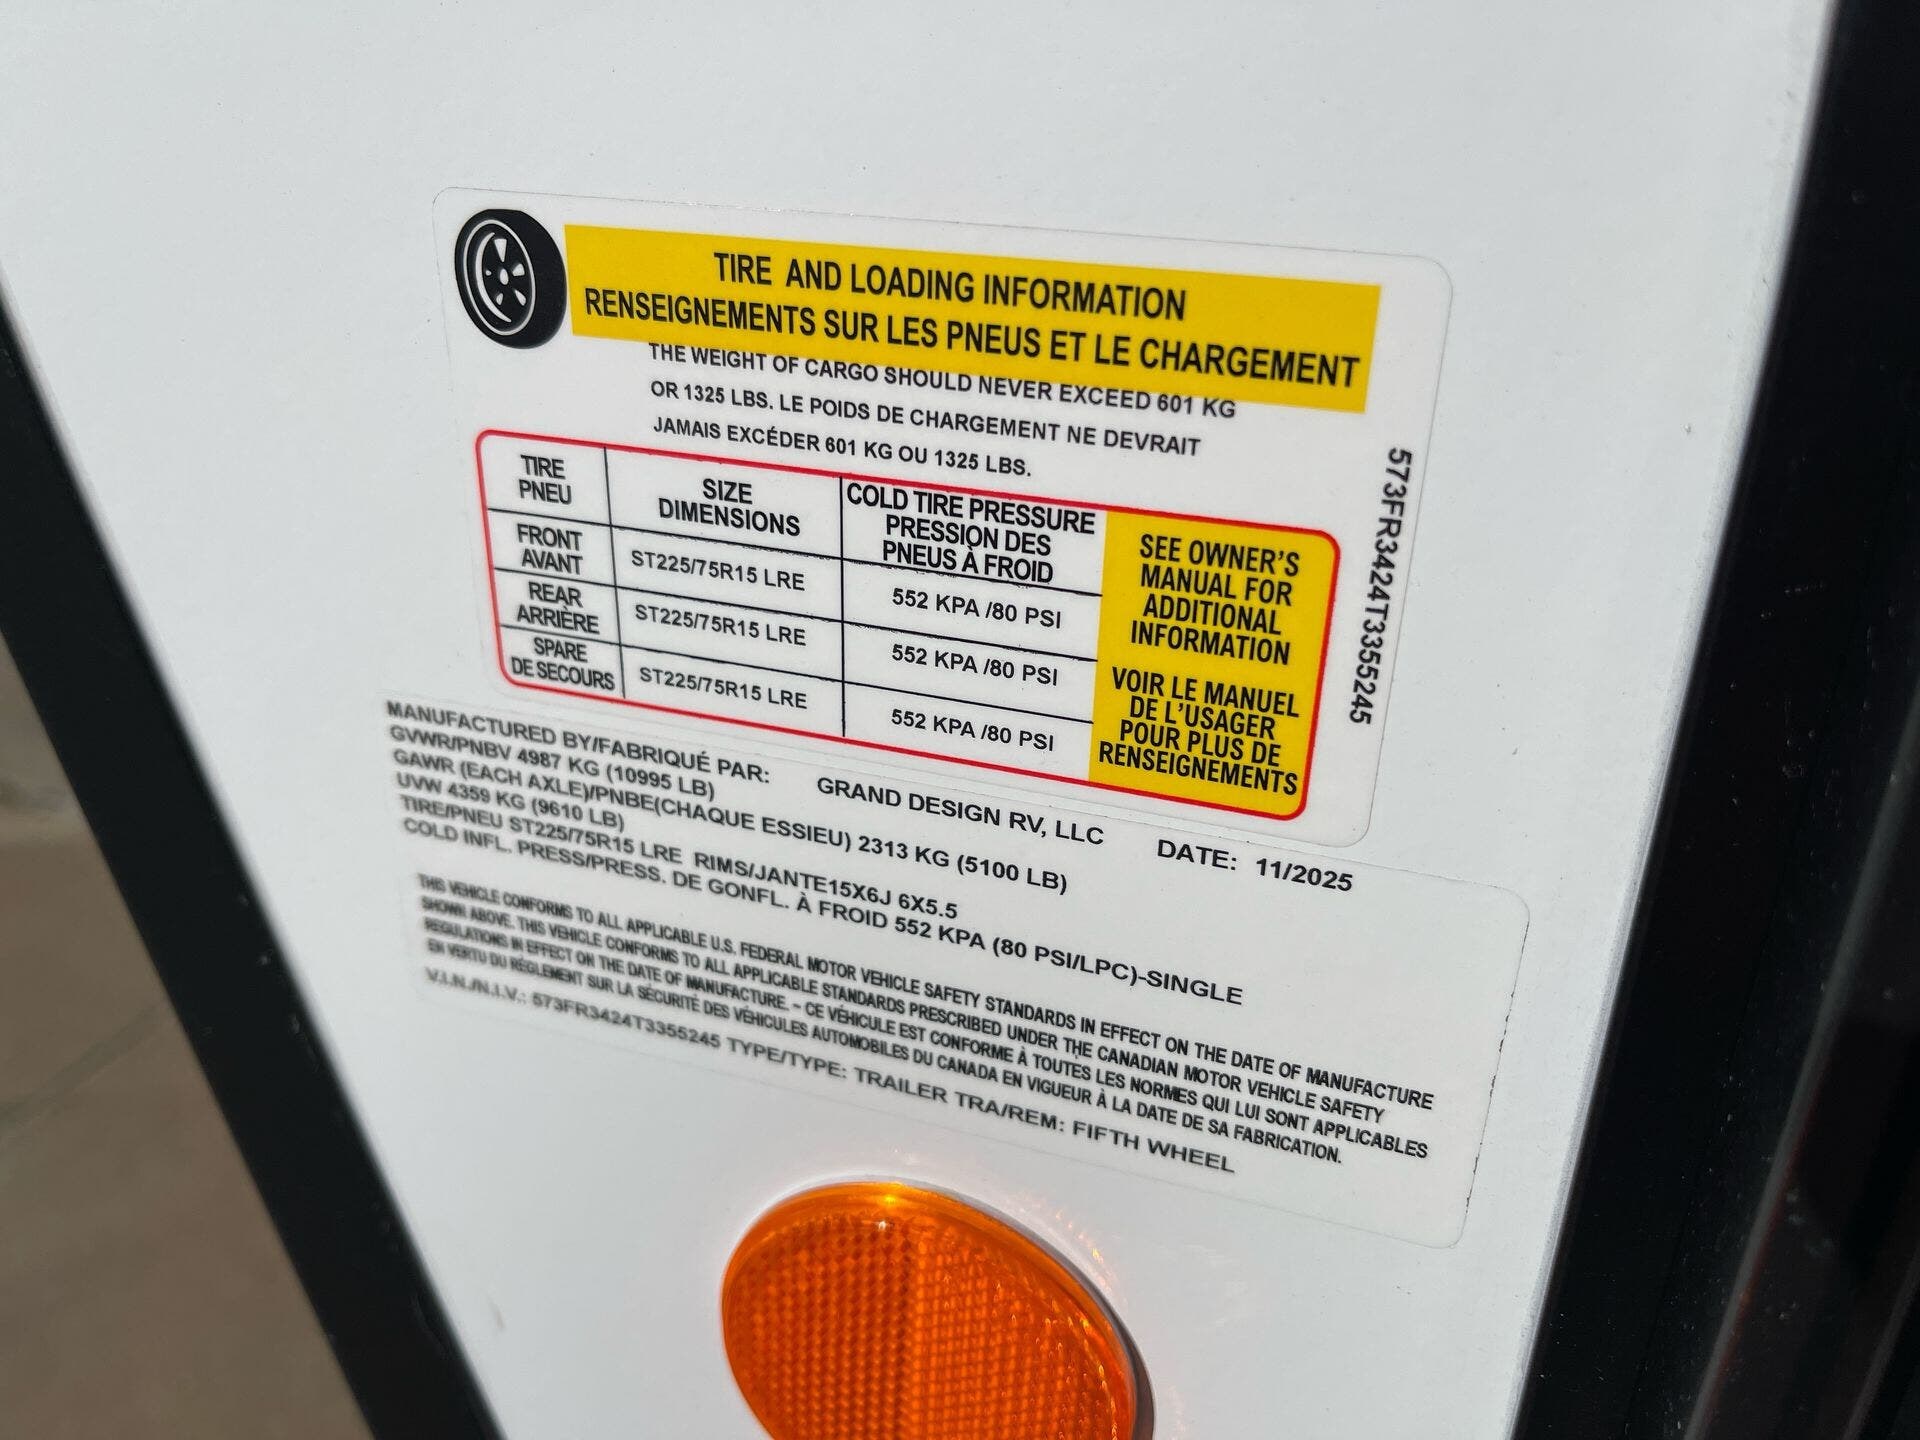 TIRE AND LOADING INFORMATION
RENSEIGNEMENTS SUR LES PNEUS ET LE CHARGEMENT
THE WEIGHT OF CARGO SHOULD NEVER EXCEED 601 KG
OR 1325 LBS. LE POIDS DE CHARGEMENT NE DEVRAIT
JAMAIS EXCÉDER 601 KG OU 1325 LBS.
TIRE
PNEU
SIZE
DIMENSIONS
COLD TIRE PRESSURE
PRESSION DES
PNEUS À FROID
FRONT
AVANT
ST225/75R15 LRE
552 KPA /80 PSI
REAR
ARRIÈRE
ST225/75R15 LRE
552 KPA /80 PSI
SPARE
DE SECOURS
ST225/75R15 LRE
552 KPA /80 PSI
SEE OWNER'S
MANUAL FOR
ADDITIONAL
INFORMATION
VOIR LE MANUEL
DE L'USAGER
POUR PLUS DE
RENSEIGNEMENTS
573FR3424T3355245
MANUFACTURED BY/FABRIQUÉ PAR: GRAND DESIGN RV, LLC DATE: 11/2025
GVWR/PNBV 4987 KG (10995 LB)
GAWR (EACH AXLE)/PNBE(CHAQUE ESSIEU) 2313 KG (5100 LB)
UVW 4359 KG (9610 LB)
TIRE/PNEU ST225/75R15 LRE RIMS/JANTE15X6J 6X5.5
COLD INFL. PRESS/PRESS. DE GONFL. À FROID 552 KPA (80 PSI/LPC)-SINGLE
THIS VEHICLE CONFORMS TO ALL APPLICABLE U.S. FEDERAL MOTOR VEHICLE SAFETY STANDARDS IN EFFECT ON THE DATE OF MANUFACTURE
SHOWN ABOVE. THIS VEHICLE CONFORMS TO ALL APPLICABLE STANDARDS PRESCRIBED UNDER THE CANADIAN MOTOR VEHICLE SAFETY
REGULATIONS IN EFFECT ON THE DATE OF MANUFACTURE. – CE VÉHICULE EST CONFORME À TOUTES LES NORMES QUI LUI SONT APPLICABLES
EN VERTU DU RÈGLEMENT SUR LA SÉCURITÉ DES VÉHICULES AUTOMOBILES DU CANADA EN VIGUEUR À LA DATE DE SA FABRICATION.
V.I.N./N.I.V.: 573FR3424T3355245 TYPE/TYPE: TRAILER TRA/REM: FIFTH WHEEL